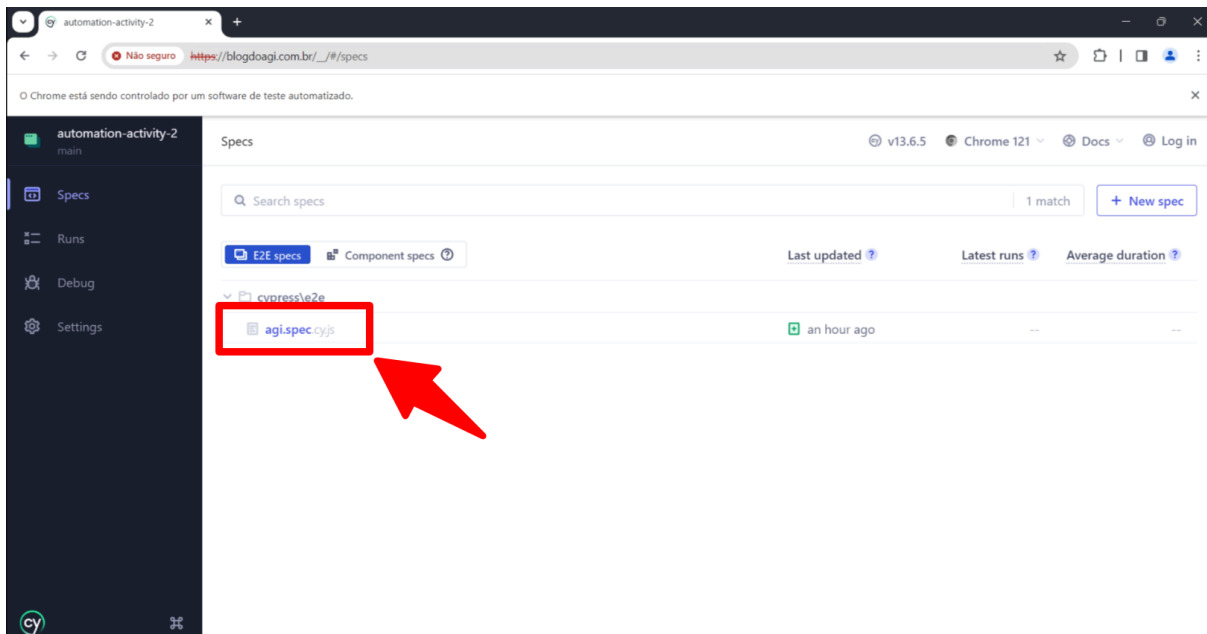 automation-activity-2
Não seguro https://blogdoagi.com.br/__/#/specs
O Chrome está sendo controlado por um software de teste automatizado.
automation-activity-2
main
Specs
Runs
Debug
Settings
cy
Specs
v13.6.5 Chrome 121 Docs Log in
Search specs 1 match + New spec
E2E specs Component specs Last updated ? Latest runs ? Average duration ?
cypress\e2e
agi.spec.cy.js an hour ago -- --